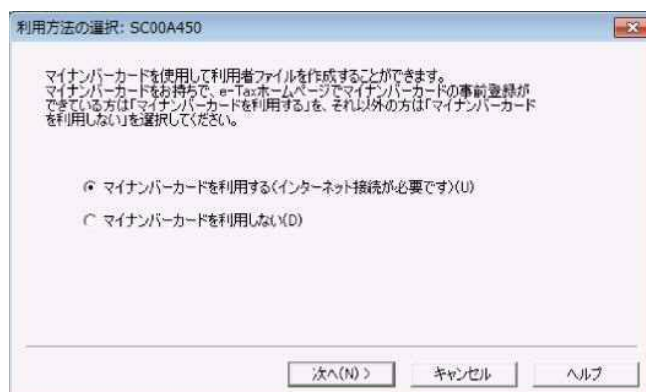 利用方法の選択: SC00A450
マイナンバーカードを使用して利用者ファイルを作成することができます。
マイナンバーカードをお持ちで、e-Taxホームページでマイナンバーカードの事前登録が
できている方は「マイナンバーカードを利用する」を、それ以外の方は「マイナンバーカード
を利用しない」を選択してください。
マイナンバーカードを利用する(インターネット接続が必要です)(U)
マイナンバーカードを利用しない(D)
次へ(N) >
キャンセル
ヘルプ